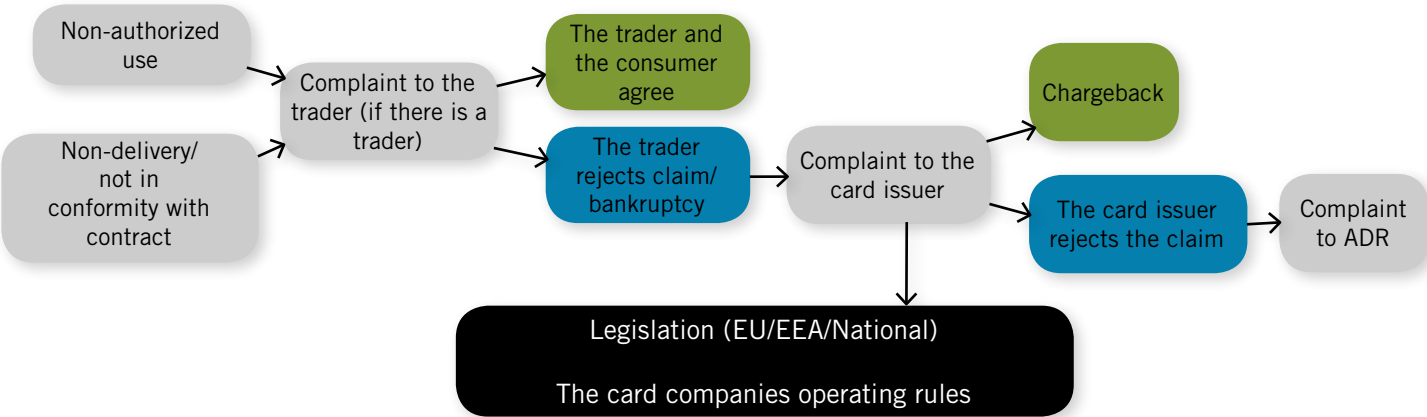 Non-authorized
use
Non-delivery/
not in
conformity with
contract
Complaint to the
trader (if there is a
trader)
The trader and
the consumer
agree
The trader
rejects claim/
bankruptcy
Complaint to the
card issuer
Chargeback
The card issuer
rejects the claim
Complaint
to ADR
Legislation (EU/EEA/National)
The card companies operating rules